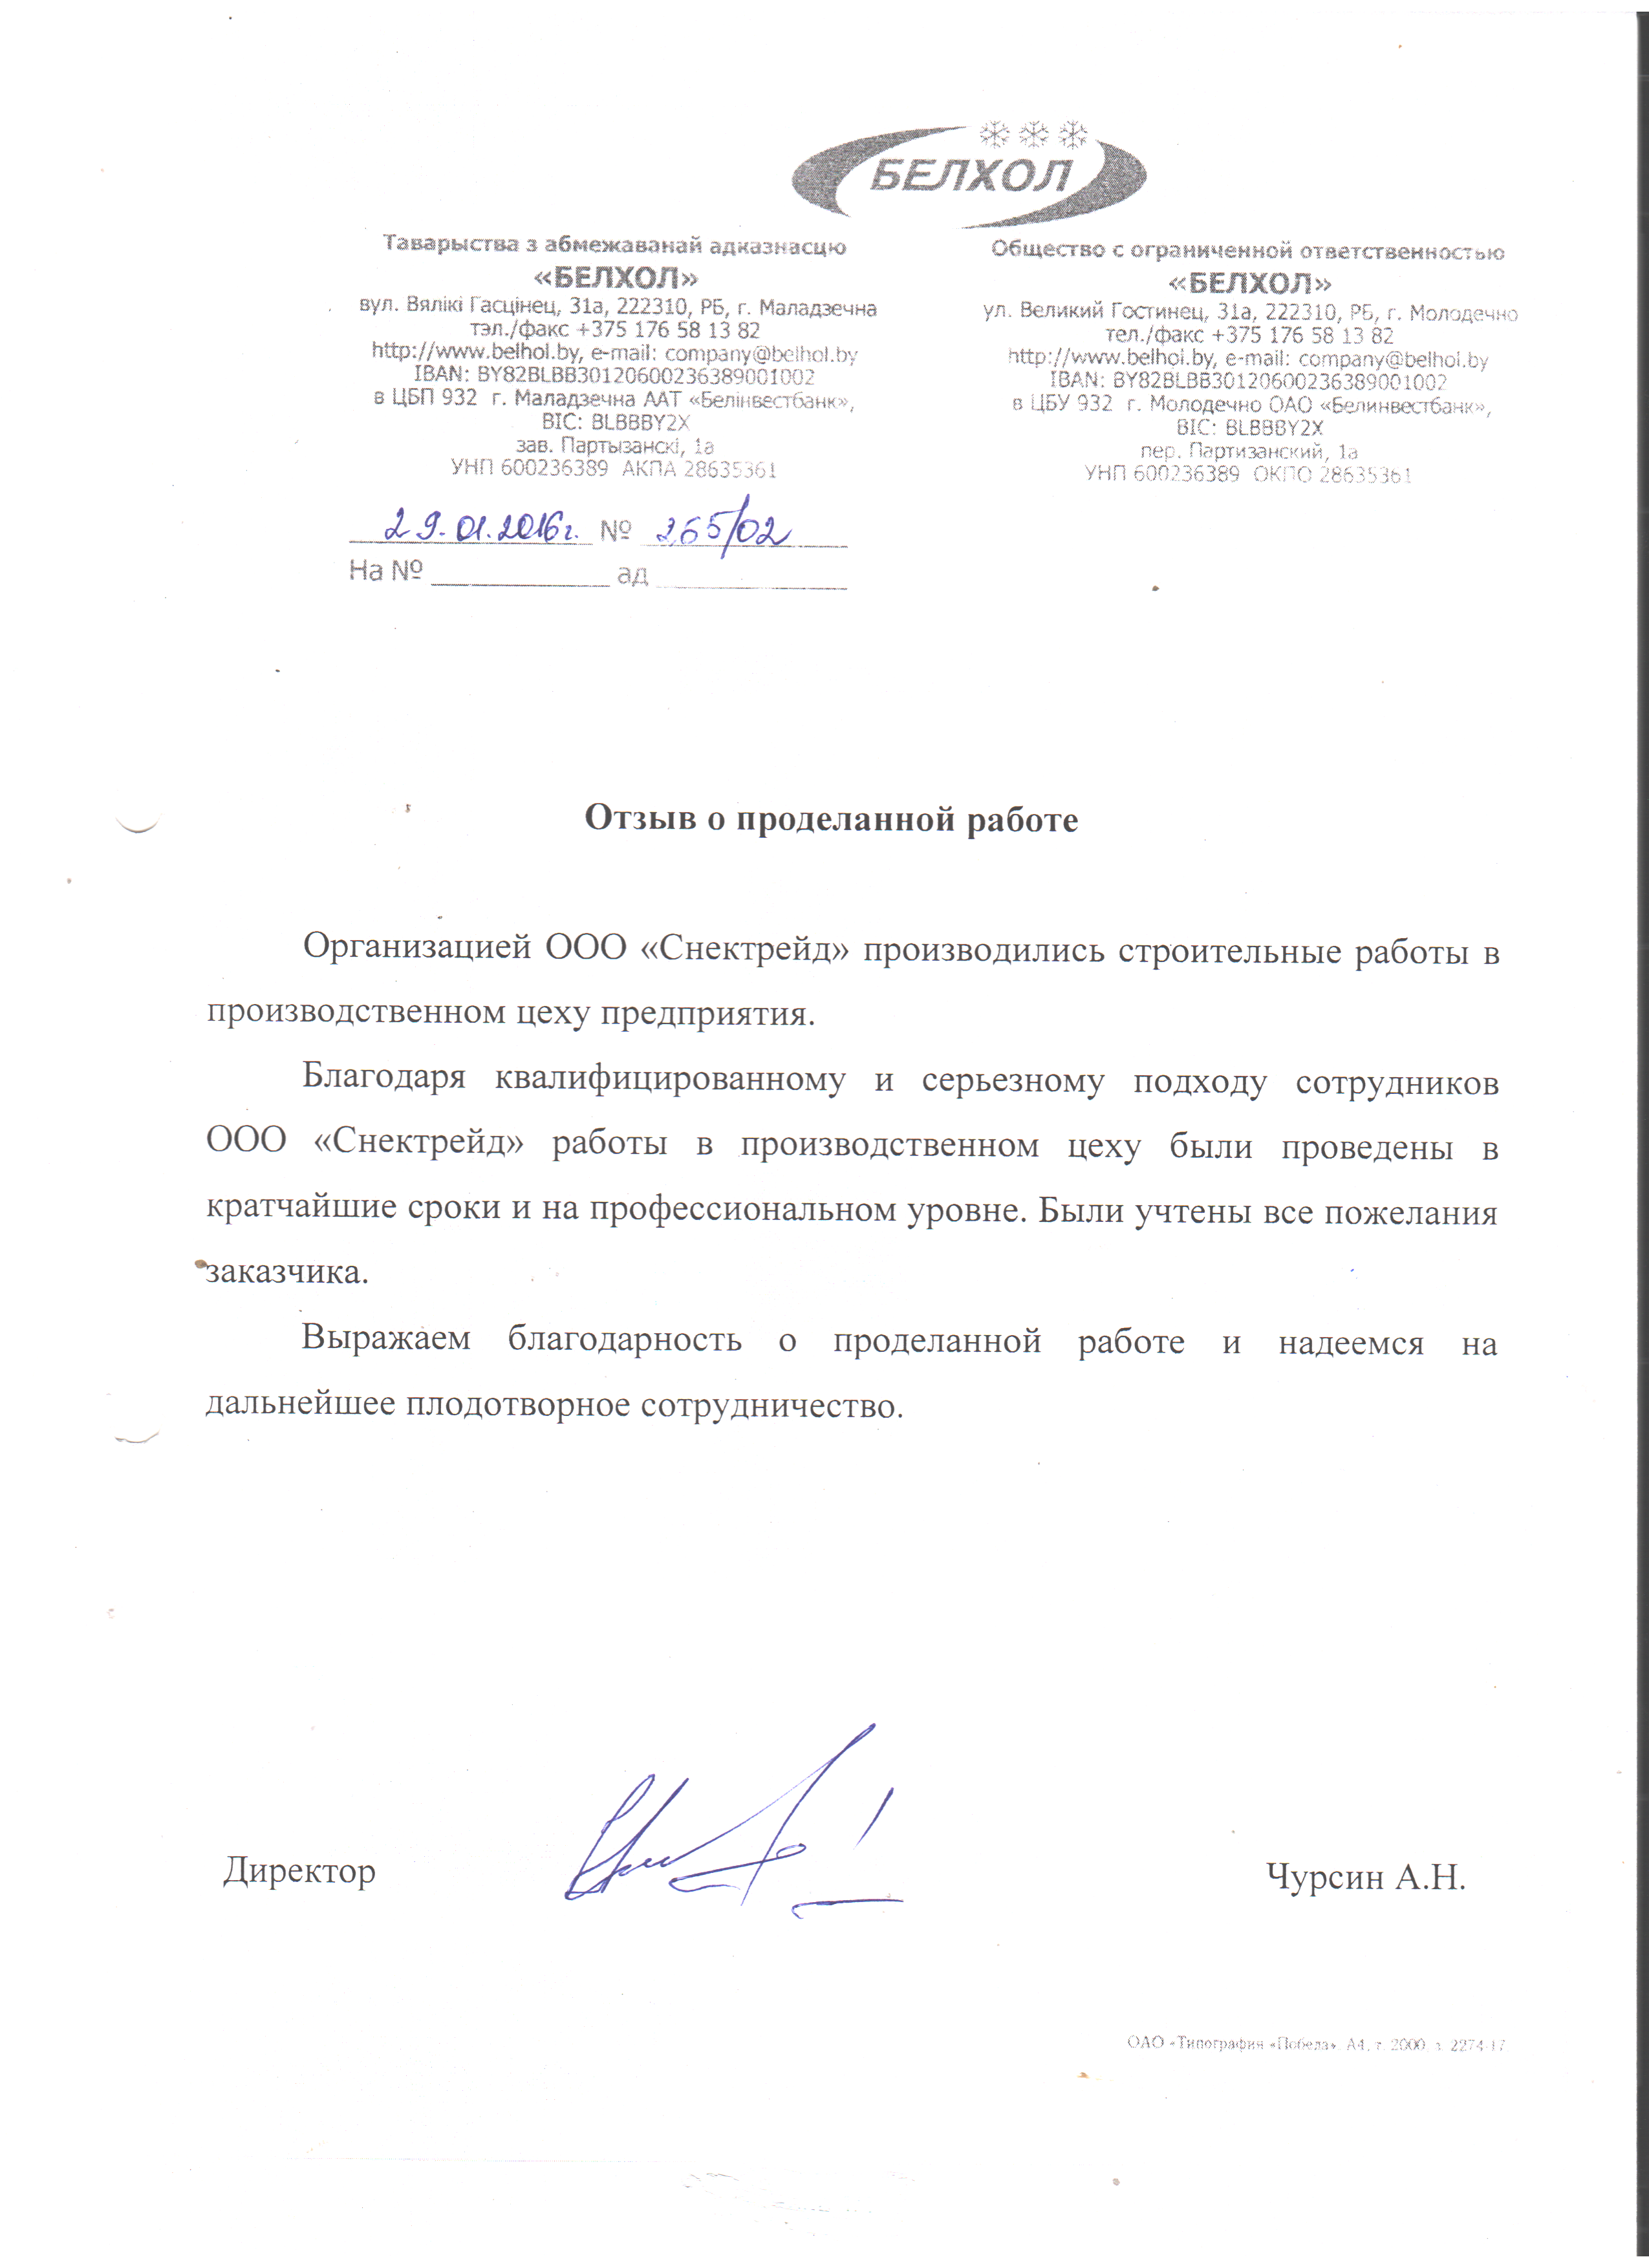 БЕЛХОЛ
Таварыства з абмежаванай адказнасцю
«БЕЛХОЛ»
вул. Вялікі Гасцінец, 31а, 222310, РБ, г. Маладзечна
тэл./факс +375 176 58 13 82
http://www.belhol.by, e-mail: company@belhol.by
IBAN: BY82BLBB30120600236389001002
в ЦБП 932 г. Маладзечна ААТ «Белінвестбанк»,
BIC: BLBBBY2X
зав. Партызанскі, 1а
УНП 600236389 АКПА 28635361
Общество с ограниченной ответственностью
«БЕЛХОЛ»
ул. Великий Гостинец, 31а, 222310, РБ, г. Молодечно
тел./факс +375 176 58 13 82
http://www.belhol.by, e-mail: company@belhol.by
IBAN: BY82BLBB30120600236389001002
в ЦБУ 932 г. Молодечно ОАО «Белинвестбанк»,
BIC: BLBBBY2X
пер. Партизанский, 1а
УНП 600236389 ОКПО 28635361
29.01.2016г. № 265/02
На № ад
Отзыв о проделанной работе
Организацией ООО «Снектрейд» производились строительные работы в
производственном цеху предприятия.
Благодаря квалифицированному и серьезному подходу сотрудников
ООО «Снектрейд» работы в производственном цеху были проведены в
кратчайшие сроки и на профессиональном уровне. Были учтены все пожелания
заказчика.
Выражаем благодарность о проделанной работе и надеемся на
дальнейшее плодотворное сотрудничество.
Директор Чурсин А.Н.
ОАО «Типография «Победа». А4, т. 2000, з. 2274-17